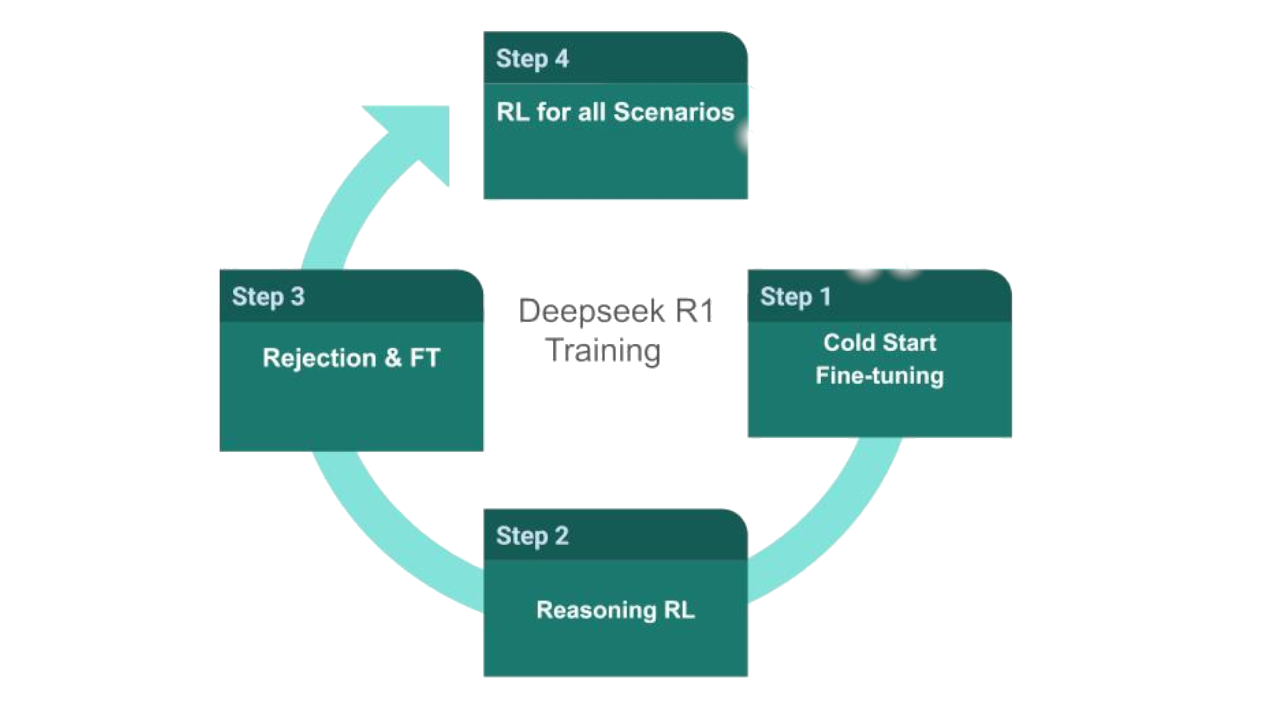 Step 4
RL for all Scenarios
Step 3
Rejection & FT
Deepseek R1
Training
Step 1
Cold Start
Fine-tuning
Step 2
Reasoning RL